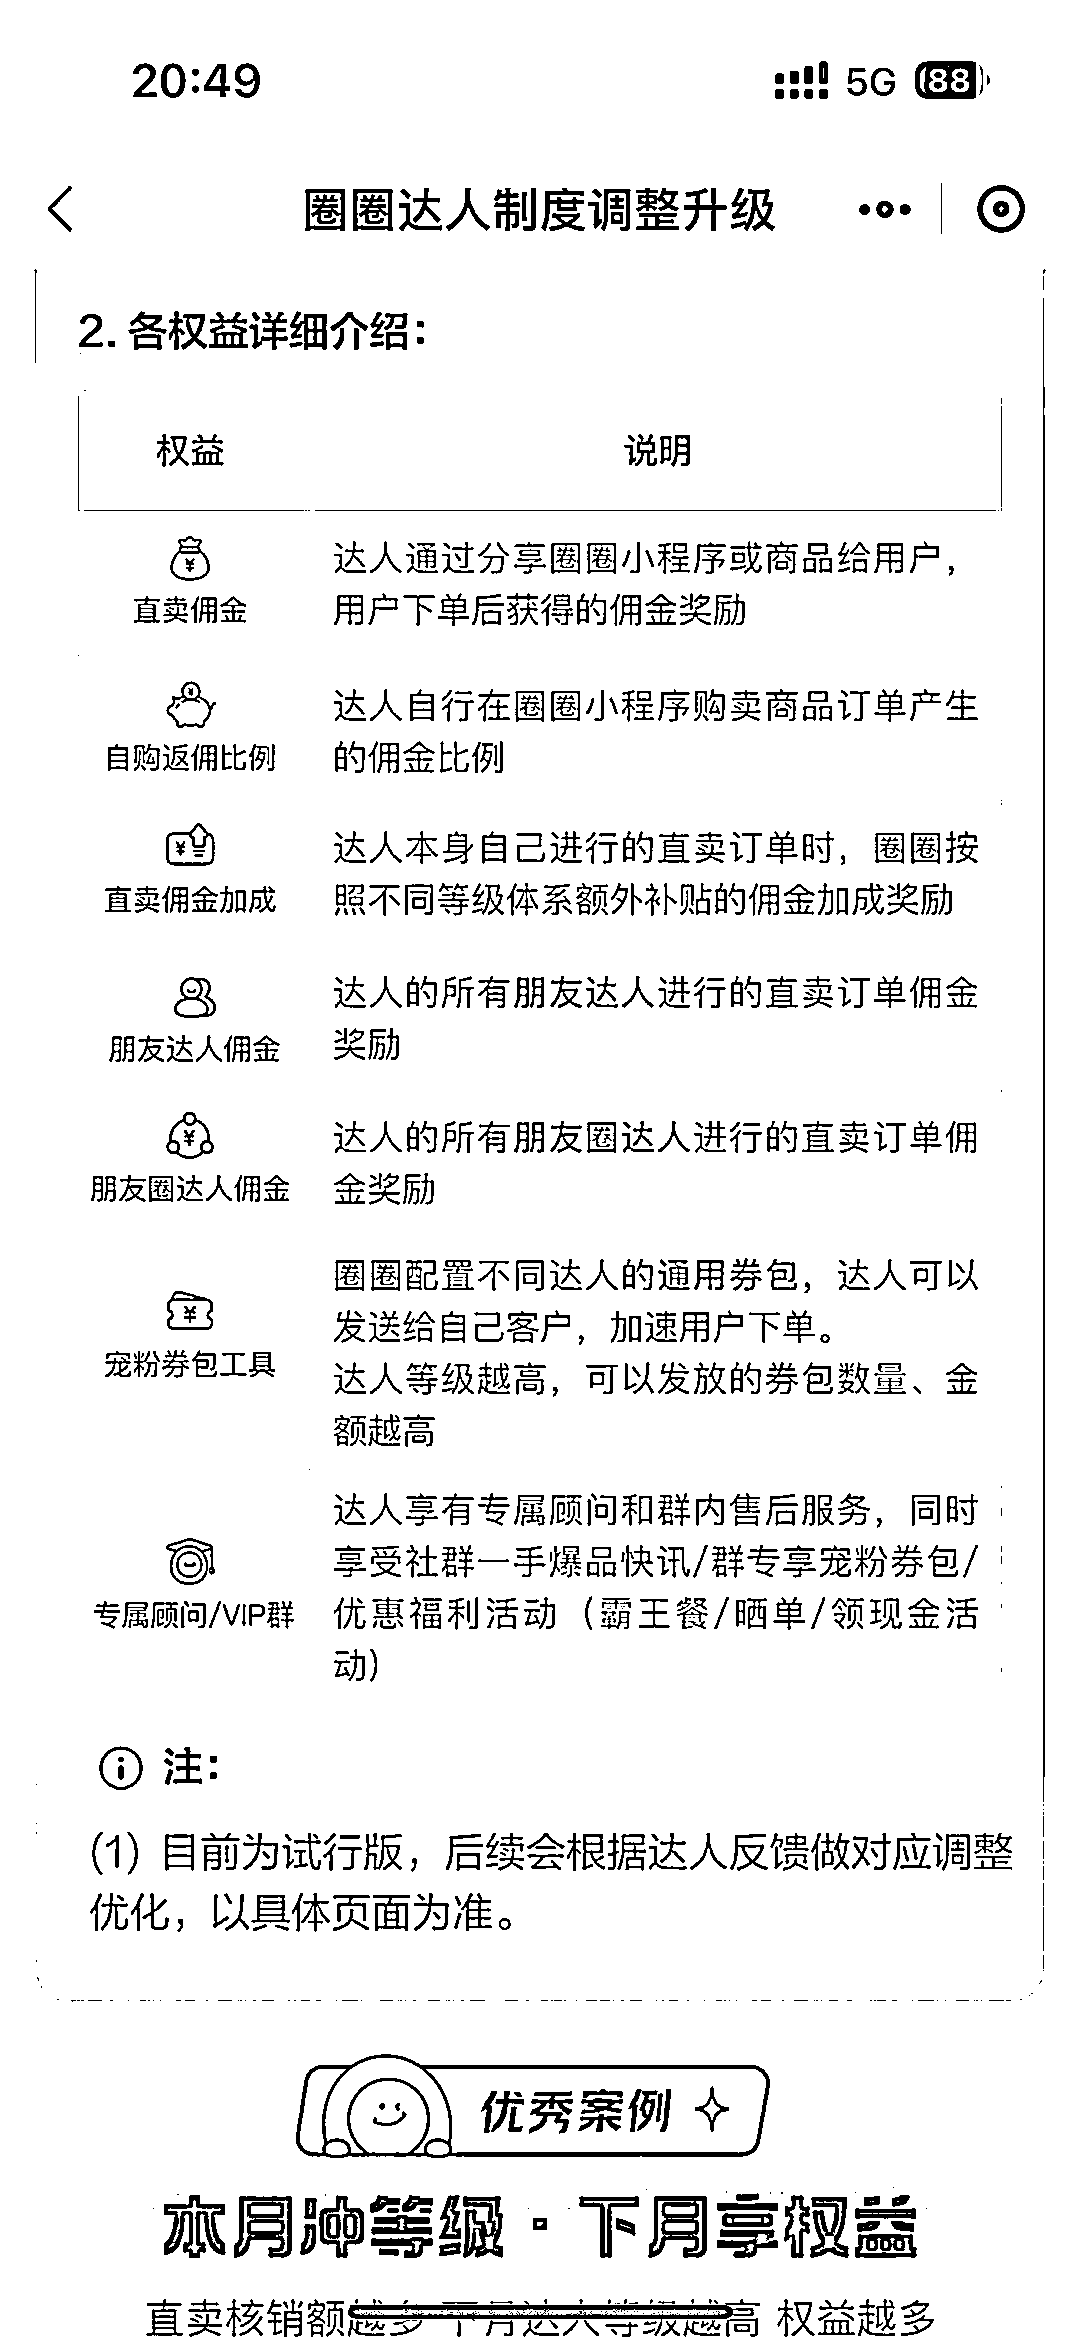 20:49
5G 88
圈圈达人制度调整升级
2. 各权益详细介绍：
权益 说明
直卖佣金
达人通过分享圈圈小程序或商品给用户，
用户下单后获得的佣金奖励
自购返佣比例
达人自行在圈圈小程序购卖商品订单产生
的佣金比例
直卖佣金加成
达人本身自己进行的直卖订单时，圈圈按
照不同等级体系额外补贴的佣金加成奖励
朋友达人佣金
达人的所有朋友达人进行的直卖订单佣金
奖励
朋友圈达人佣金
达人的所有朋友圈达人进行的直卖订单佣
金奖励
宠粉券包工具
圈圈配置不同达人的通用券包，达人可以
发送给自己客户，加速用户下单。
达人等级越高，可以发放的券包数量、金
额越高
专属顾问/VIP群
达人享有专属顾问和群内售后服务，同时
享受社群一手爆品快讯/群专享宠粉券包/
优惠福利活动（霸王餐/晒单/领现金活
动）
注：
(1) 目前为试行版，后续会根据达人反馈做对应调整
优化，以具体页面为准。
优秀案例
本月冲等级·下月享权益
直卖核销额越多 下月达人等级越高 权益越多